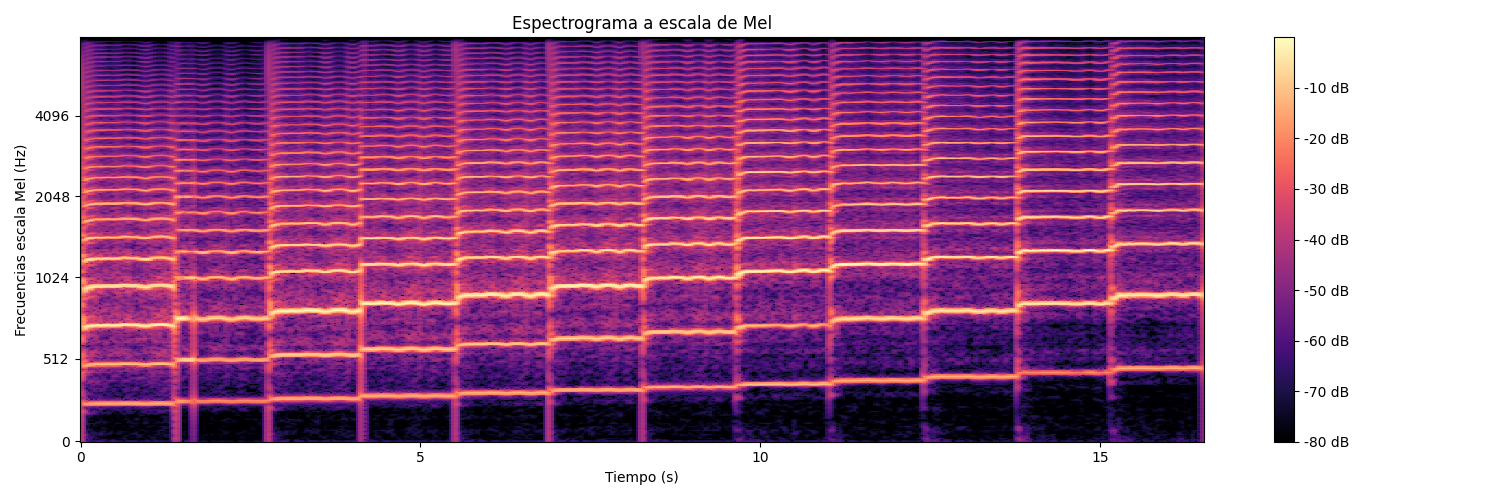 Espectrograma a escala de Mel
Frecuencias escala Mel (Hz)
4096
2048
1024
512
0
0
5
10
15
Tiempo (s)
-10 dB
-20 dB
-30 dB
-40 dB
-50 dB
-60 dB
-70 dB
-80 dB